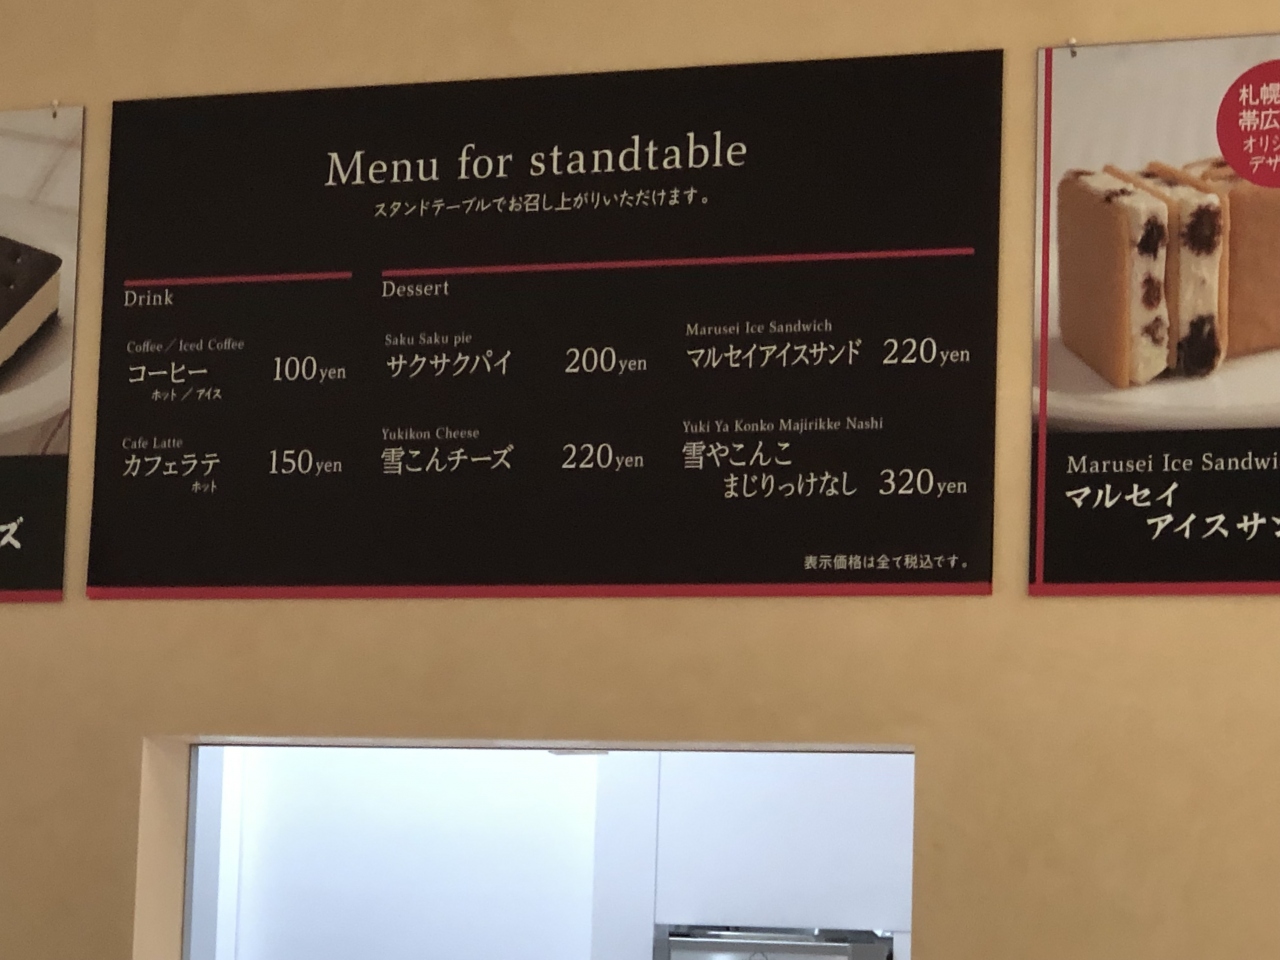 Menu for standtable
スタンドテーブルでお召し上がりいただけます。
Drink
Coffee／Iced Coffee
コーヒー 100yen
ホット／アイス
Cafe Latte
カフェラテ 150yen
ホット
Dessert
Saku Saku pie
サクサクパイ 200yen
Yukikon Cheese
雪こんチーズ 220yen
Marusei Ice Sandwich
マルセイアイスサンド 220yen
Yuki Ya Konko Majirikke Nashi
雪やこんこ
まじりっけなし 320yen
表示価格は全て税込です。
ズ
札幌
帯広
オリジ
デザ
Marusei Ice Sandwi
マルセイ
アイスサン